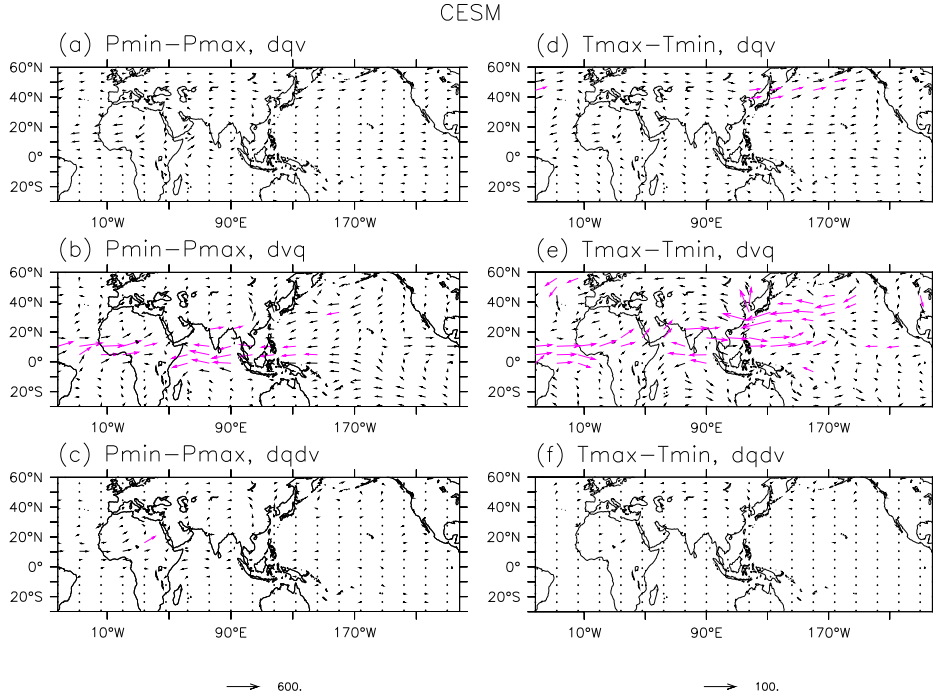 CESM
(a) Pmin−Pmax, dqv
60°N
40°N
20°N
0°
20°S
10°W 90°E 170°W
(d) Tmax−Tmin, dqv
60°N
40°N
20°N
0°
20°S
10°W 90°E 170°W
(b) Pmin−Pmax, dvq
60°N
40°N
20°N
0°
20°S
10°W 90°E 170°W
(e) Tmax−Tmin, dvq
60°N
40°N
20°N
0°
20°S
10°W 90°E 170°W
(c) Pmin−Pmax, dqdv
60°N
40°N
20°N
0°
20°S
10°W 90°E 170°W
(f) Tmax−Tmin, dqdv
60°N
40°N
20°N
0°
20°S
10°W 90°E 170°W
600.
100.